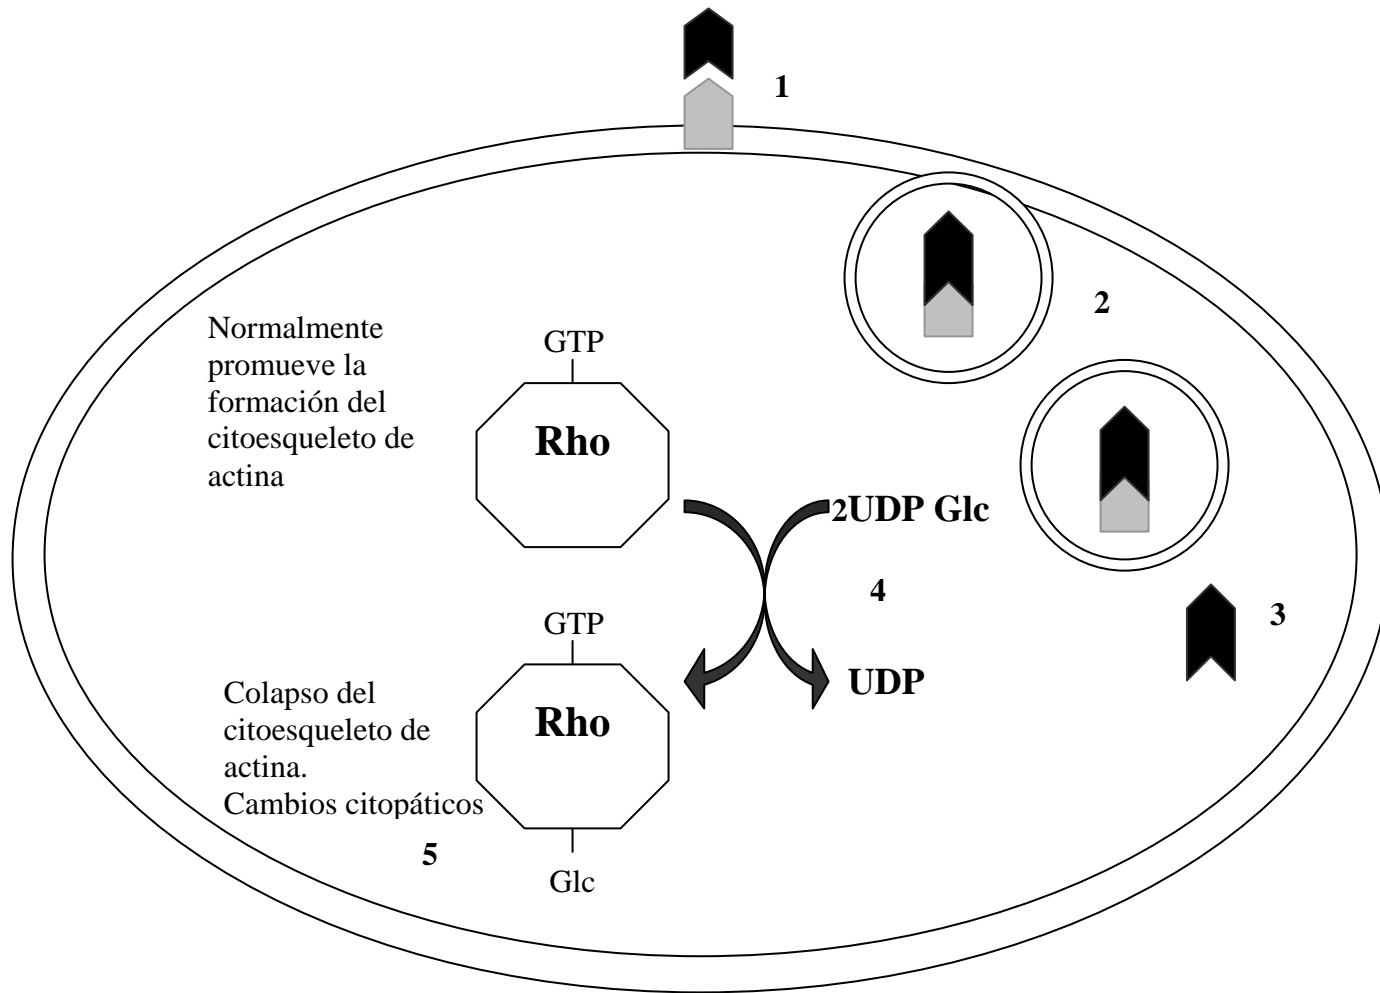 1
2
Normalmente
promueve la
formación del
citoesqueleto de
actina
GTP
Rho
2UDP Glc
4
3
GTP
Rho
UDP
Colapso del
citoesqueleto de
actina.
Cambios citopáticos
5
Glc